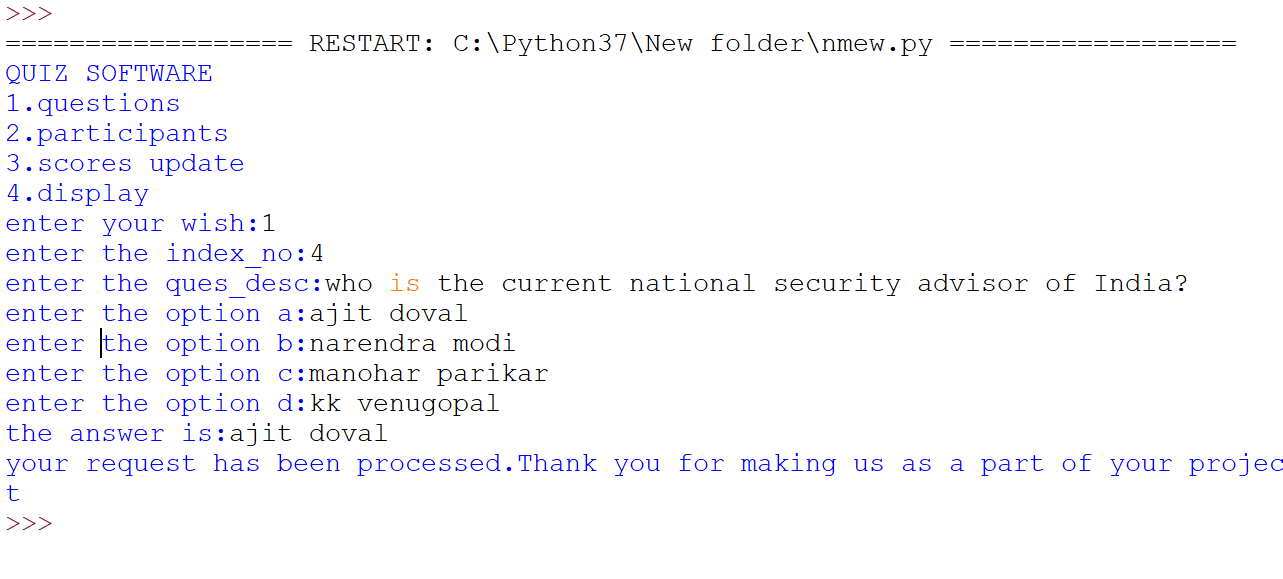 >>>
================== RESTART: C:\Python37\New folder\nmew.py ==================
QUIZ SOFTWARE
1.questions
2.participants
3.scores update
4.display
enter your wish:1
enter the index_no:4
enter the ques_desc:who is the current national security advisor of India?
enter the option a:ajit doval
enter the option b:narendra modi
enter the option c:manohar parikar
enter the option d:kk venugopal
the answer is:ajit doval
your request has been processed.Thank you for making us as a part of your projec
t
>>>